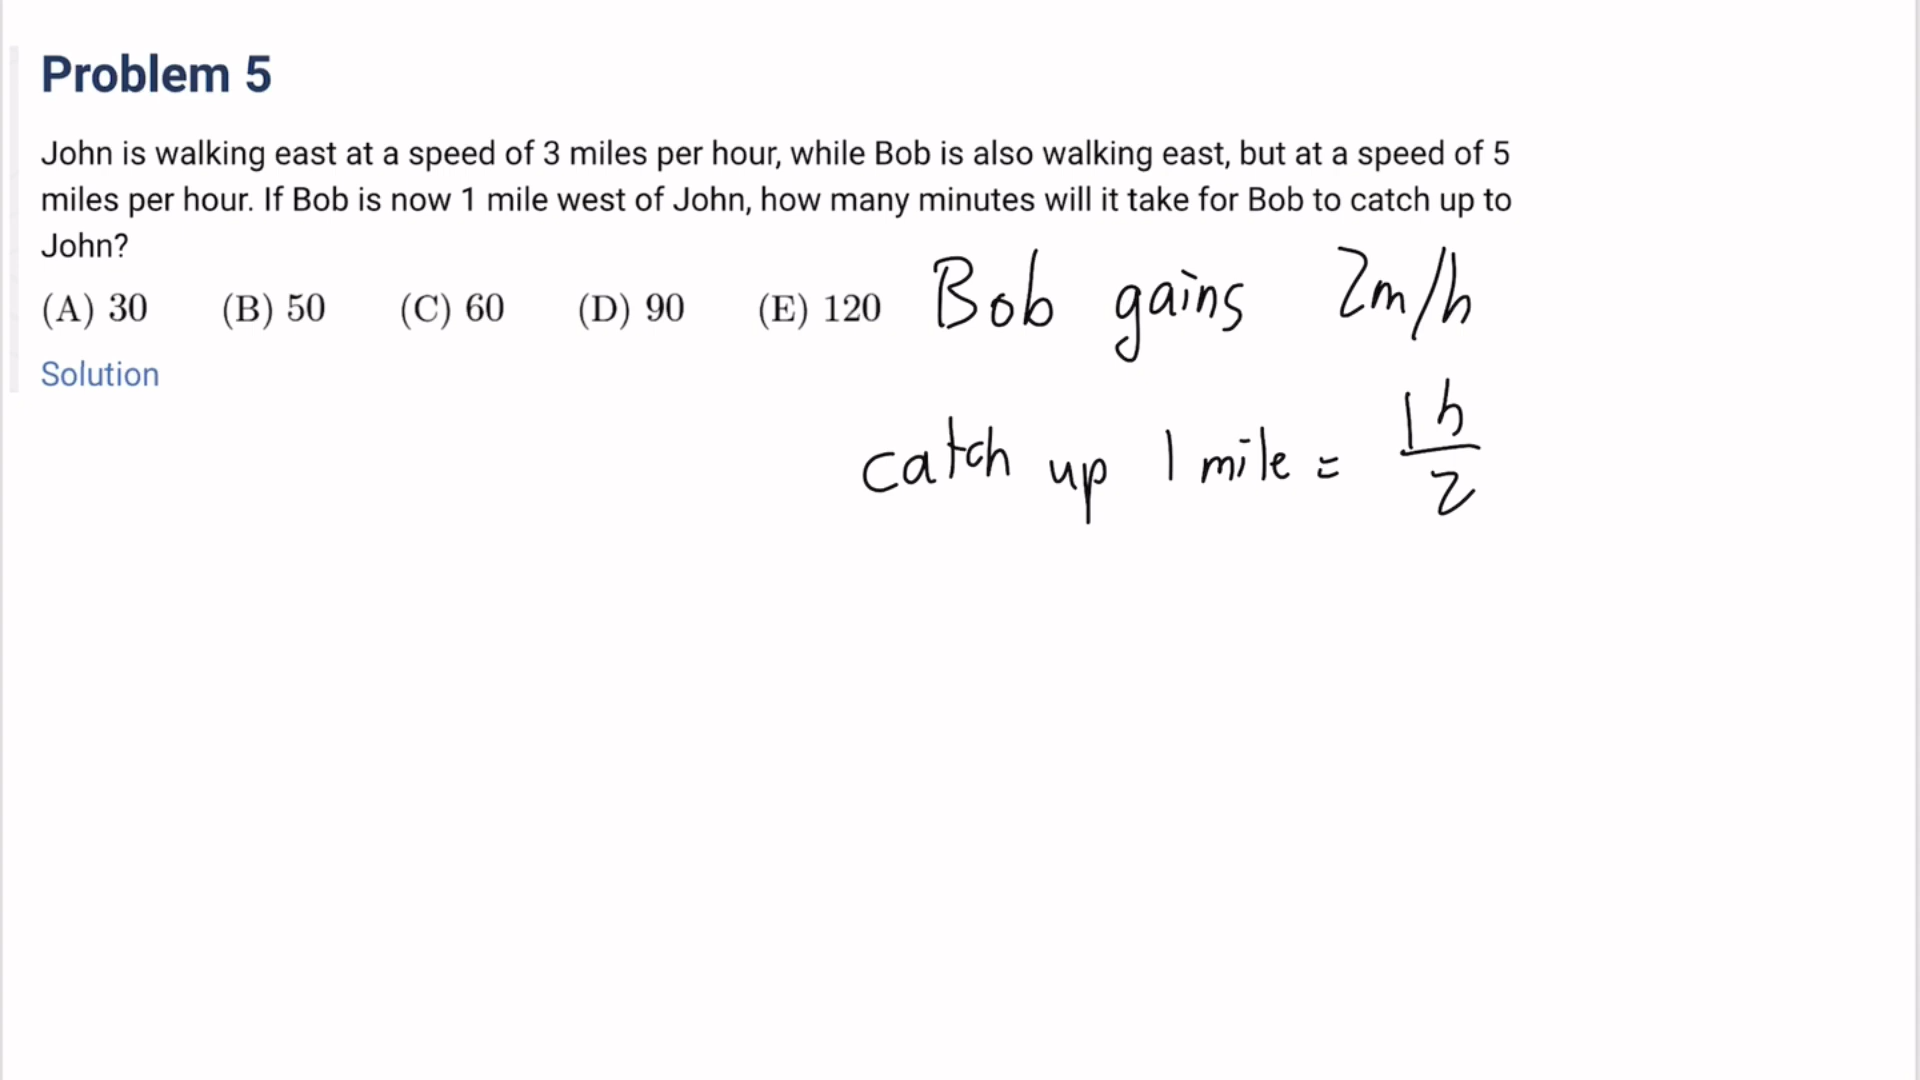 Problem 5
John is walking east at a speed of 3 miles per hour, while Bob is also walking east, but at a speed of 5
miles per hour. If Bob is now 1 mile west of John, how many minutes will it take for Bob to catch up to
John?
(A) 30 (B) 50 (C) 60 (D) 90 (E) 120
Bob gains 2m/h
Solution
catch up 1 mile = 1h/2